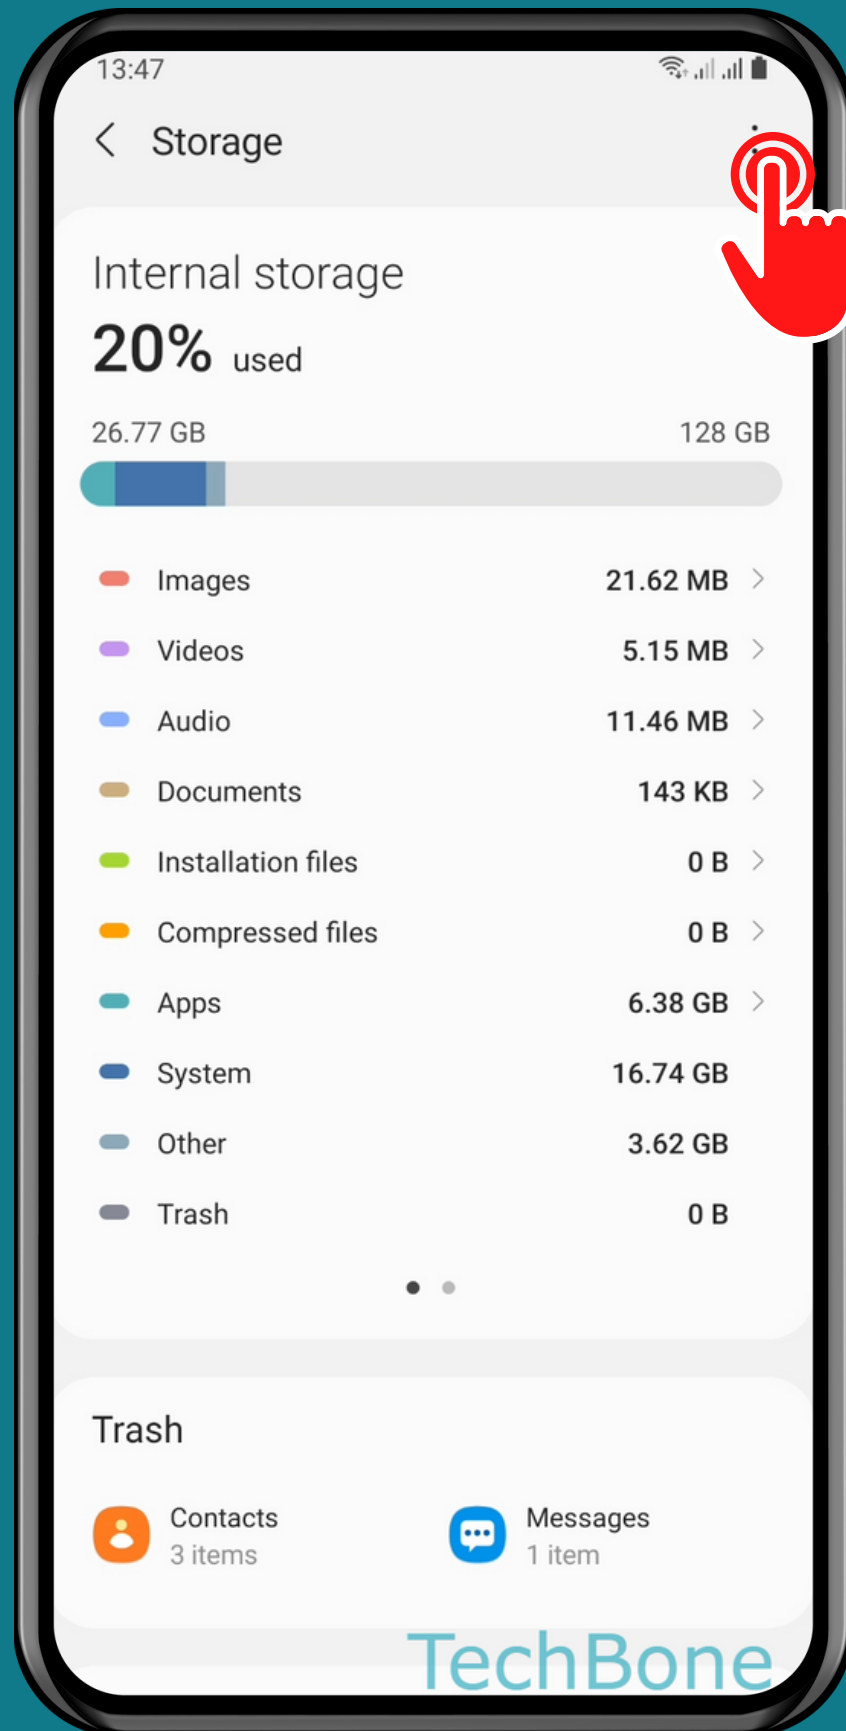 13:47
Storage
Internal storage
20% used
26.77 GB 128 GB
Images 21.62 MB
Videos 5.15 MB
Audio 11.46 MB
Documents 143 KB
Installation files 0 B
Compressed files 0 B
Apps 6.38 GB
System 16.74 GB
Other 3.62 GB
Trash 0 B
Trash
Contacts Messages
3 items 1 item
TechBone